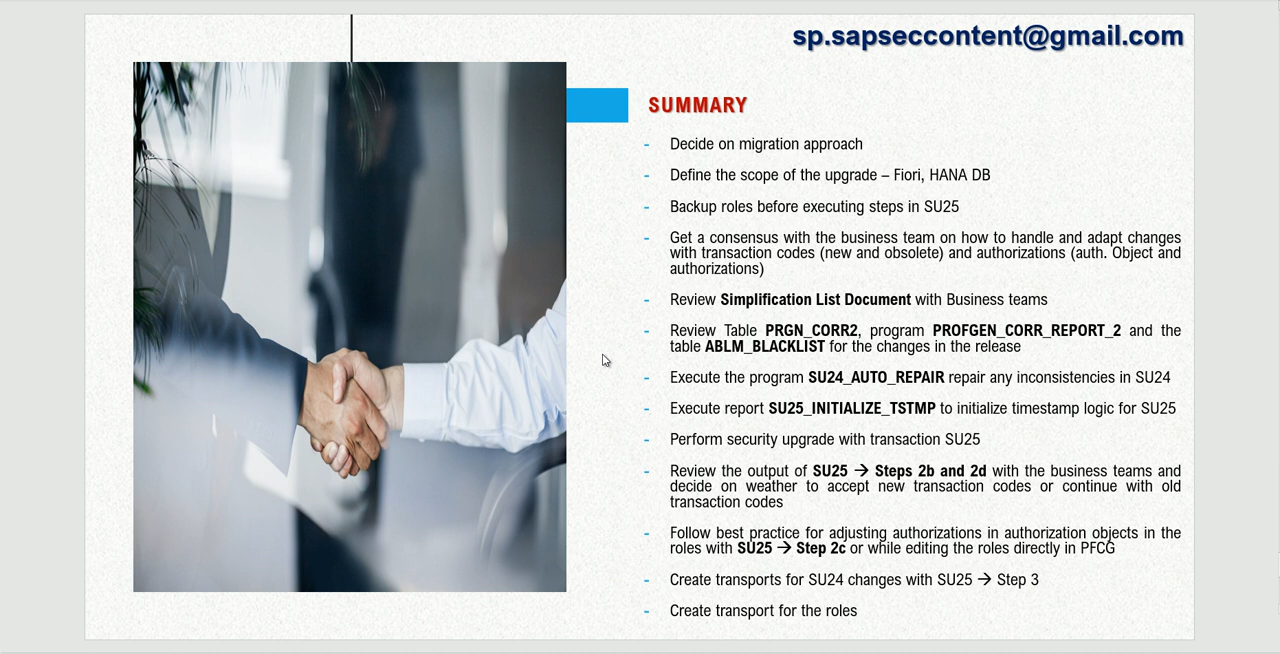 sp.sapseccontent@gmail.com
SUMMARY
- Decide on migration approach
- Define the scope of the upgrade – Fiori, HANA DB
- Backup roles before executing steps in SU25
- Get a consensus with the business team on how to handle and adapt changes
with transaction codes (new and obsolete) and authorizations (auth. Object and
authorizations)
- Review Simplification List Document with Business teams
- Review Table PRGN_CORR2, program PROFGEN_CORR_REPORT_2 and the
table ABLM_BLACKLIST for the changes in the release
- Execute the program SU24_AUTO_REPAIR repair any inconsistencies in SU24
- Execute report SU25_INITIALIZE_TSTMP to initialize timestamp logic for SU25
- Perform security upgrade with transaction SU25
- Review the output of SU25 → Steps 2b and 2d with the business teams and
decide on weather to accept new transaction codes or continue with old
transaction codes
- Follow best practice for adjusting authorizations in authorization objects in the
roles with SU25 → Step 2c or while editing the roles directly in PFCG
- Create transports for SU24 changes with SU25 → Step 3
- Create transport for the roles